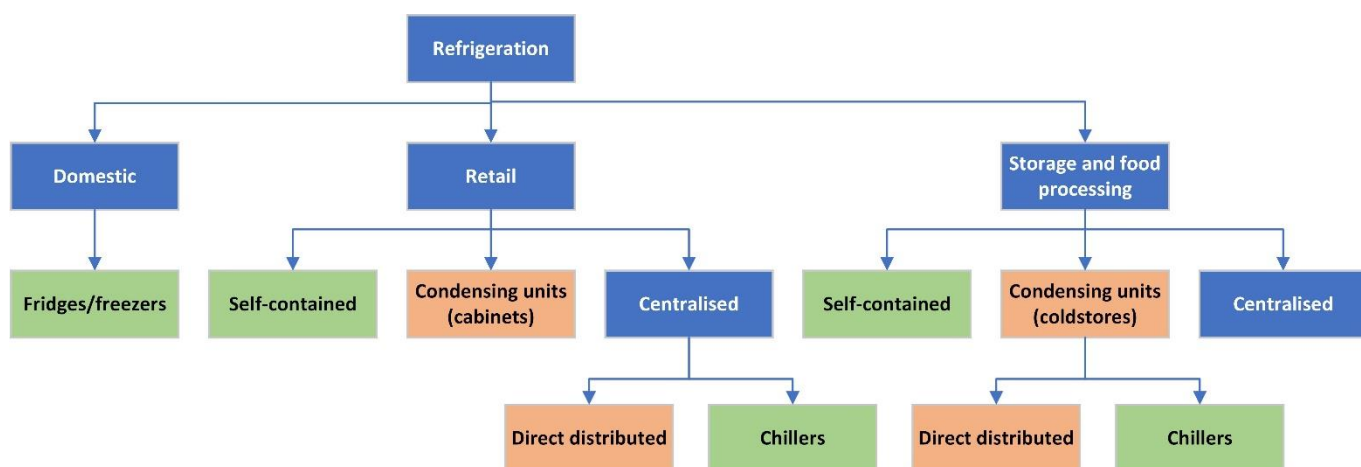 Refrigeration
Domestic
Retail
Storage and food
processing
Fridges/freezers
Self-contained
Condensing units
(cabinets)
Centralised
Self-contained
Condensing units
(coldstores)
Centralised
Direct distributed
Chillers
Direct distributed
Chillers